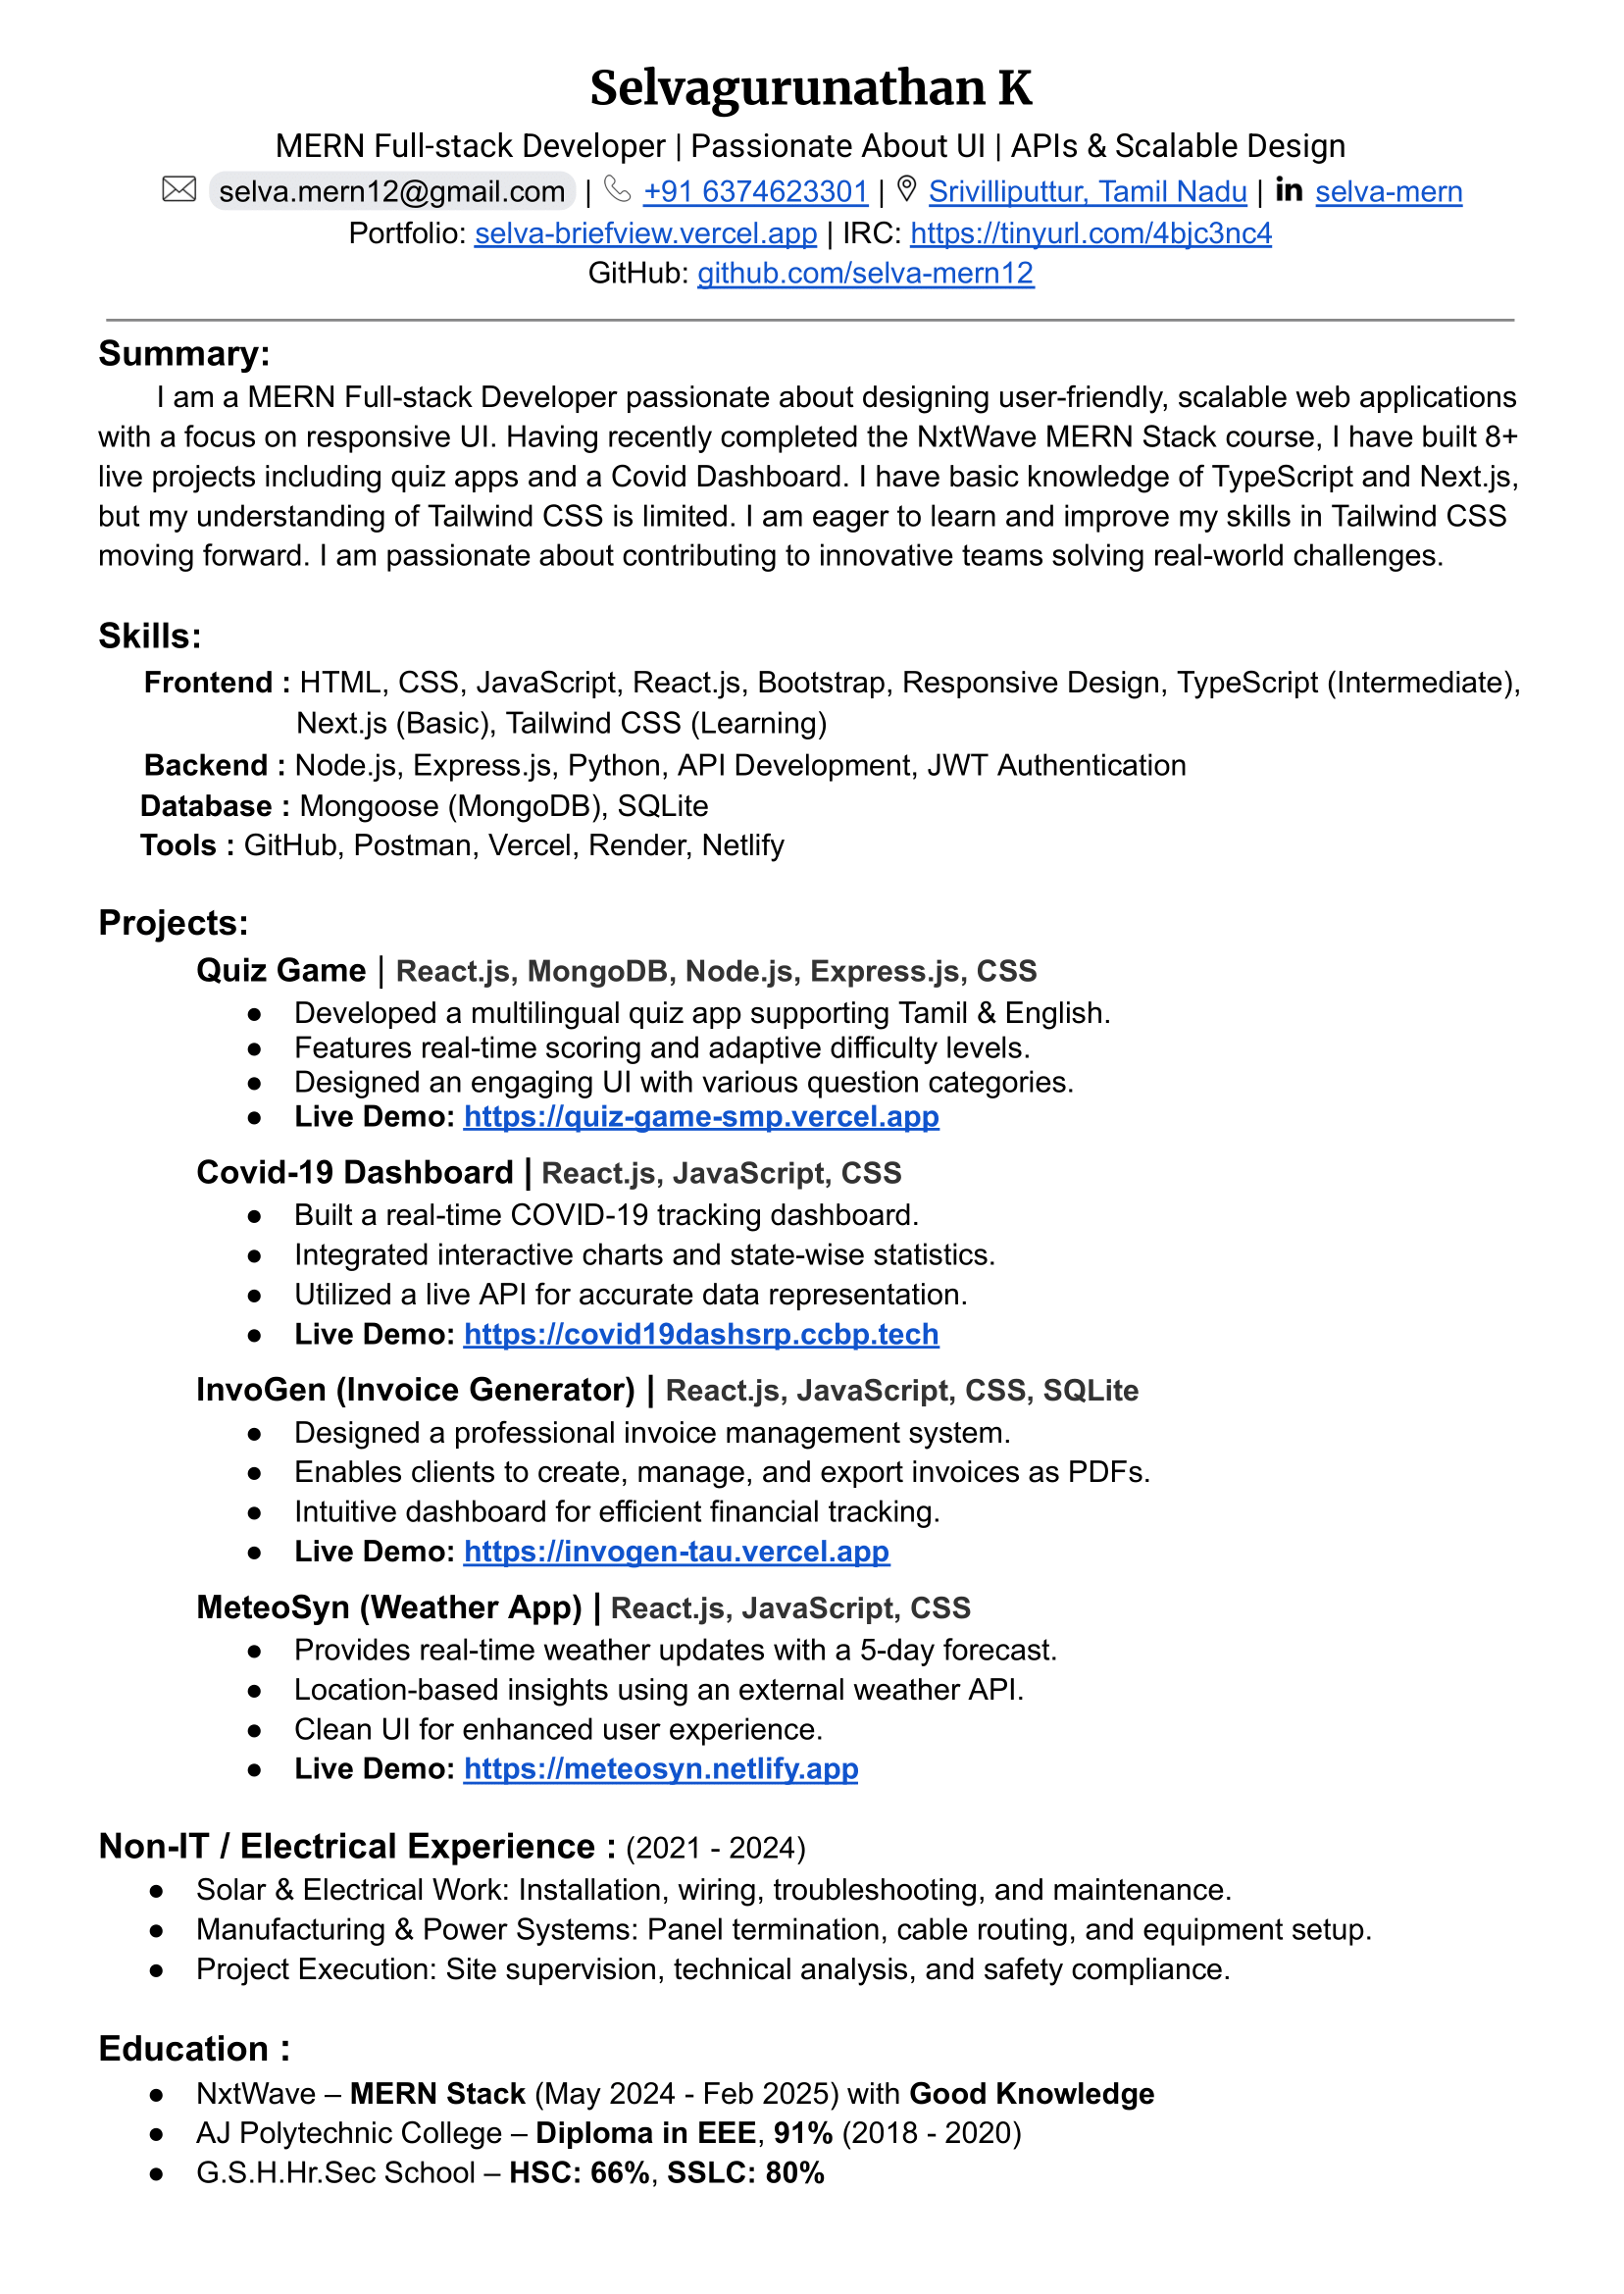 Selvagurunathan K
MERN Full-stack Developer | Passionate About UI | APIs & Scalable Design
selva.mern12@gmail.com | +91 6374623301 | Srivilliputtur, Tamil Nadu | in selva-mern
Portfolio: selva-briefview.vercel.app | IRC: https://tinyurl.com/4bjc3nc4
GitHub: github.com/selva-mern12
Summary:
I am a MERN Full-stack Developer passionate about designing user-friendly, scalable web applications
with a focus on responsive UI. Having recently completed the NxtWave MERN Stack course, I have built 8+
live projects including quiz apps and a Covid Dashboard. I have basic knowledge of TypeScript and Next.js,
but my understanding of Tailwind CSS is limited. I am eager to learn and improve my skills in Tailwind CSS
moving forward. I am passionate about contributing to innovative teams solving real-world challenges.
Skills:
Frontend : HTML, CSS, JavaScript, React.js, Bootstrap, Responsive Design, TypeScript (Intermediate),
Next.js (Basic), Tailwind CSS (Learning)
Backend : Node.js, Express.js, Python, API Development, JWT Authentication
Database : Mongoose (MongoDB), SQLite
Tools : GitHub, Postman, Vercel, Render, Netlify
Projects:
Quiz Game | React.js, MongoDB, Node.js, Express.js, CSS
● Developed a multilingual quiz app supporting Tamil & English.
● Features real-time scoring and adaptive difficulty levels.
● Designed an engaging UI with various question categories.
● Live Demo: https://quiz-game-smp.vercel.app
Covid-19 Dashboard | React.js, JavaScript, CSS
● Built a real-time COVID-19 tracking dashboard.
● Integrated interactive charts and state-wise statistics.
● Utilized a live API for accurate data representation.
● Live Demo: https://covid19dashsrp.ccbp.tech
InvoGen (Invoice Generator) | React.js, JavaScript, CSS, SQLite
● Designed a professional invoice management system.
● Enables clients to create, manage, and export invoices as PDFs.
● Intuitive dashboard for efficient financial tracking.
● Live Demo: https://invogen-tau.vercel.app
MeteoSyn (Weather App) | React.js, JavaScript, CSS
● Provides real-time weather updates with a 5-day forecast.
● Location-based insights using an external weather API.
● Clean UI for enhanced user experience.
● Live Demo: https://meteosyn.netlify.app
Non-IT / Electrical Experience : (2021 - 2024)
● Solar & Electrical Work: Installation, wiring, troubleshooting, and maintenance.
● Manufacturing & Power Systems: Panel termination, cable routing, and equipment setup.
● Project Execution: Site supervision, technical analysis, and safety compliance.
Education :
● NxtWave – MERN Stack (May 2024 - Feb 2025) with Good Knowledge
● AJ Polytechnic College – Diploma in EEE, 91% (2018 - 2020)
● G.S.H.Hr.Sec School – HSC: 66%, SSLC: 80%